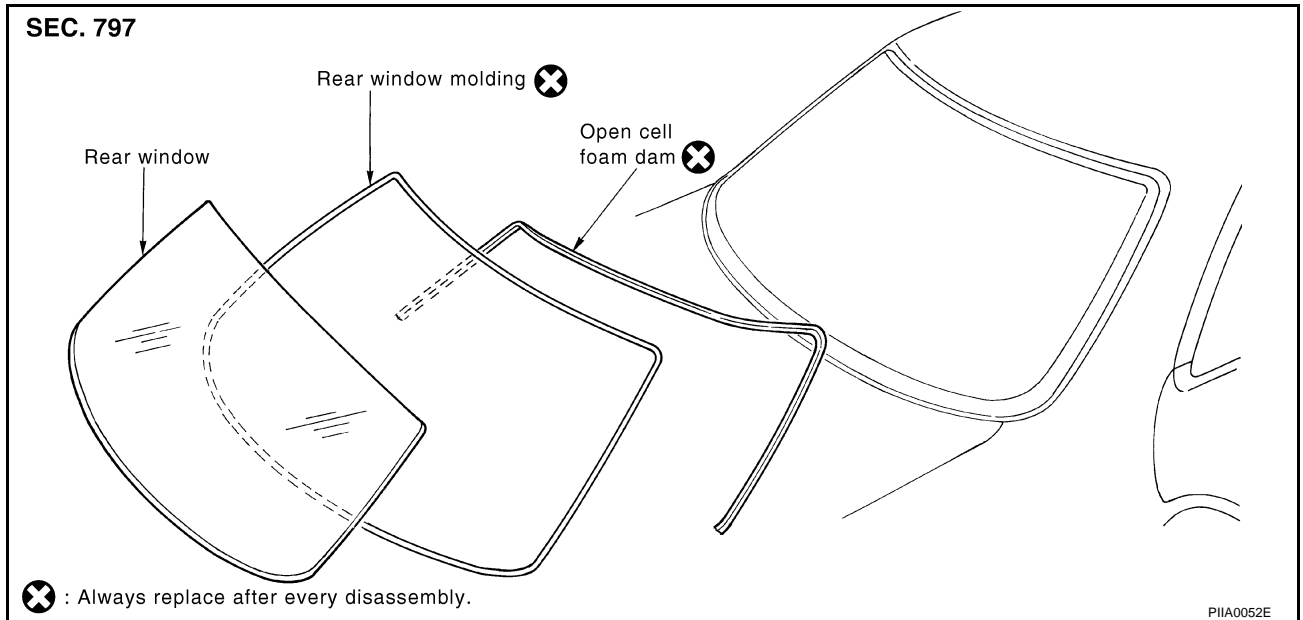 SEC. 797
Rear window molding
Open cell
foam dam
Rear window
: Always replace after every disassembly.
PIIA0052E